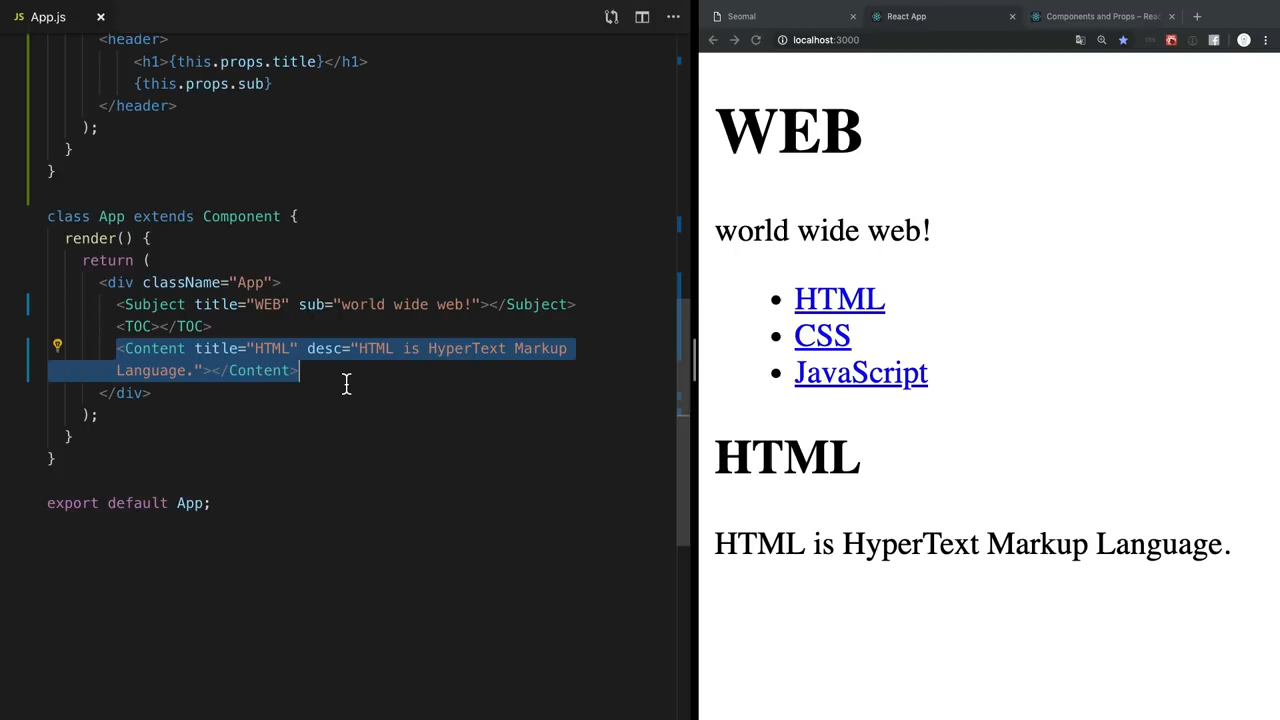 JS App.js
<header>
<h1>{this.props.title}</h1>
{this.props.sub}
</header>
);
}
}
class App extends Component {
render() {
return (
<div className="App">
<Subject title="WEB" sub="world wide web!"></Subject>
<TOC></TOC>
<Content title="HTML" desc="HTML is HyperText Markup
Language."></Content>
</div>
);
}
}
export default App;
Seomal
React App
Components and Props – Rea
localhost:3000
WEB
world wide web!
• HTML
• CSS
• JavaScript
HTML
HTML is HyperText Markup Language.